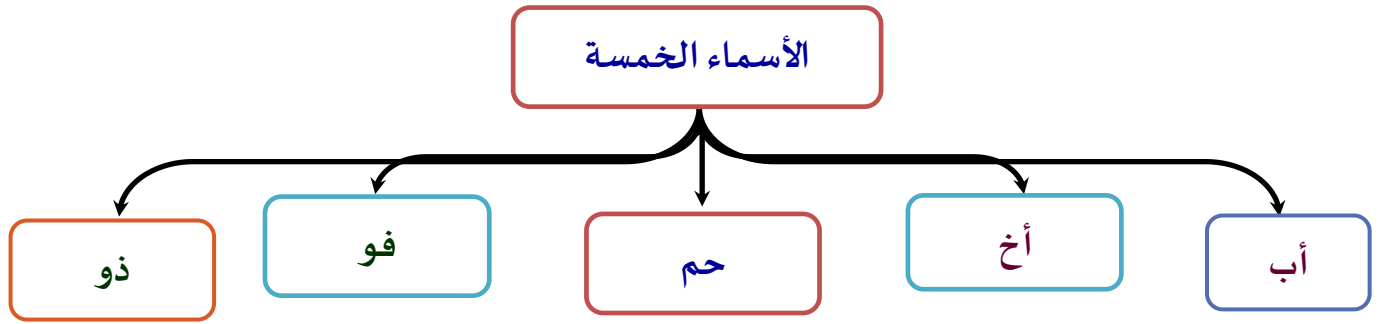 الأسماء الخمسة
أب
أخ
حم
فو
ذو